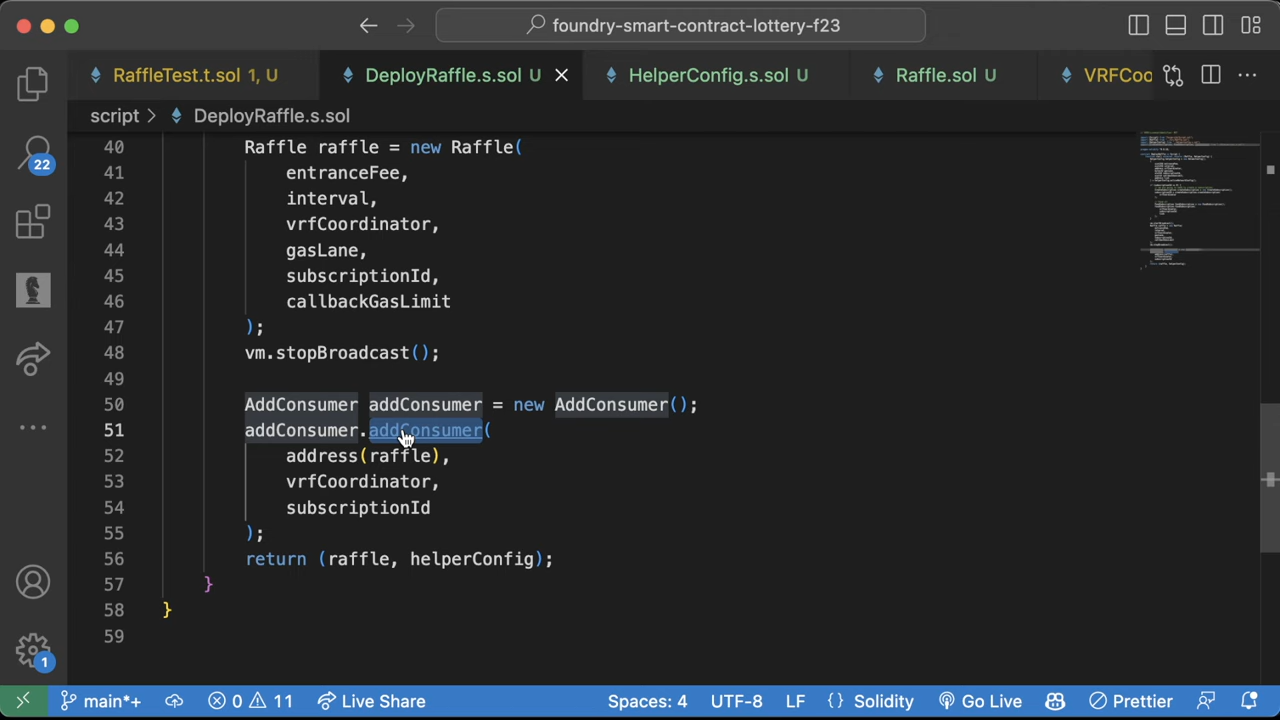 foundry-smart-contract-lottery-f23
RaffleTest.t.sol 1, U
DeployRaffle.s.sol U
HelperConfig.s.sol U
Raffle.sol U
VRFCoo
script > DeployRaffle.s.sol
40 Raffle raffle = new Raffle(
41 entranceFee,
42 interval,
43 vrfCoordinator,
44 gasLane,
45 subscriptionId,
46 callbackGasLimit
47 );
48 vm.stopBroadcast();
49
50 AddConsumer addConsumer = new AddConsumer();
51 addConsumer.addConsumer(
52 address(raffle),
53 vrfCoordinator,
54 subscriptionId
55 );
56 return (raffle, helperConfig);
57 }
58 }
59
22
1
main*+ 0 11 Live Share Spaces: 4 UTF-8 LF {} Solidity Go Live Prettier